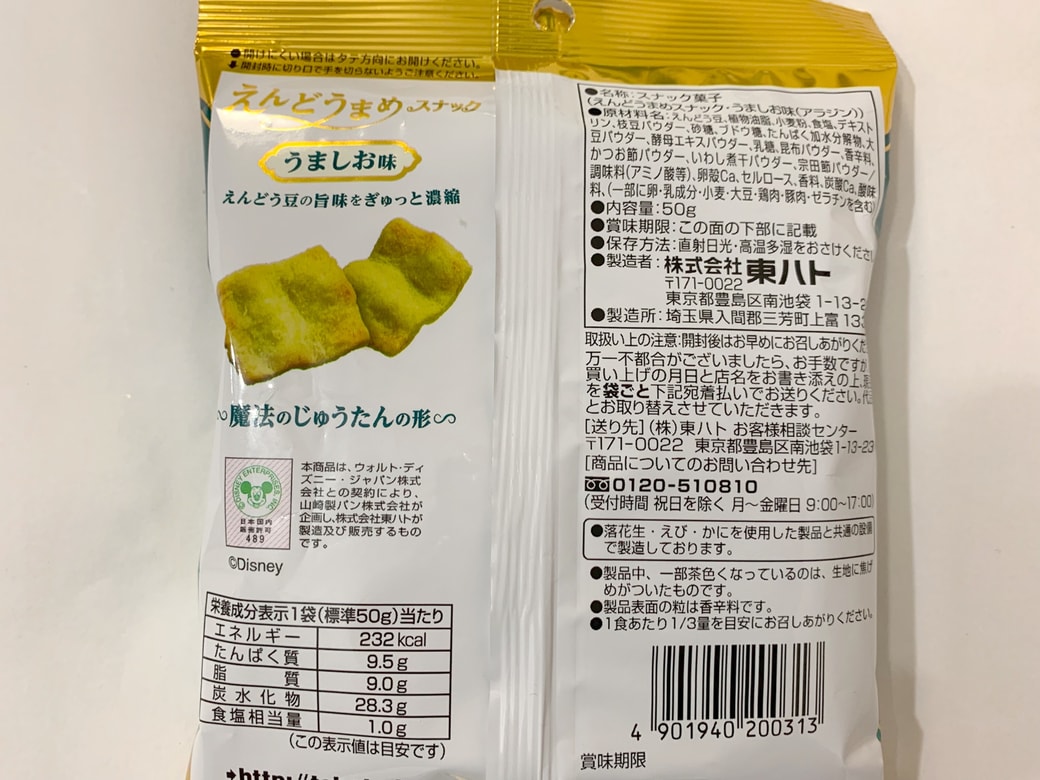 開けにくい場合はタテ方向にお開けください。
開封時に切り口で手を切らないようご注意ください。
えんどうまめスナック
うましお味
えんどう豆の旨味をぎゅっと濃縮
魔法のじゅうたんの形
©DISNEY ENTERPRISES, INC.
日本国内
販売許可
489
本商品は、ウォルト・ディ
ズニー・ジャパン株式
会社との契約により、
山崎製パン株式会社が
企画し、株式会社東ハトが
製造及び販売するもの
です。
©Disney
栄養成分表示1袋(標準50g)当たり
エネルギー 232kcal
たんぱく質 9.5g
脂質 9.0g
炭水化物 28.3g
食塩相当量 1.0g
(この表示値は目安です)
●名称:スナック菓子
(えんどうまめスナック・うましお味(アラジン))
●原材料名:えんどう豆、植物油脂、小麦粉、食塩、デキスト
リン、枝豆パウダー、砂糖、ブドウ糖、たんぱく加水分解物、大
豆パウダー、酵母エキスパウダー、乳糖、昆布パウダー、香辛料、
かつお節パウダー、いわし煮干パウダー、宗田節パウダー/
調味料(アミノ酸等)、卵殻Ca、セルロース、香料、炭酸Ca、酸味
料、(一部に卵・乳成分・小麦・大豆・鶏肉・豚肉・ゼラチンを含む)
●内容量:50g
●賞味期限:この面の下部に記載
●保存方法:直射日光・高温多湿をおさけくださ
●製造者:株式会社東ハト
〒171-0022
東京都豊島区南池袋1-13-2
●製造所:埼玉県入間郡三芳町上富133
取扱い上の注意:開封後はお早めにお召しあがりくだ
万一不都合がございましたら、お手数ですが
買い上げの月日と店名をお書き添えの上、現
を袋ごと下記宛着払いでお送りください。代
とお取り替えさせていただきます。
[送り先](株)東ハト お客様相談センター
〒171-0022 東京都豊島区南池袋1-13-23
[商品についてのお問い合わせ先]
0120-510810
(受付時間 祝日を除く 月~金曜日 9:00~17:00)
●落花生・えび・かにを使用した製品と共通の設備
で製造しております。
●製品中、一部茶色くなっているのは、生地に焦げ
めがついたものです。
●製品表面の粒は香辛料です。
●1食あたり1/3量を目安にお召しあがりください。
4 901940 200313
賞味期限